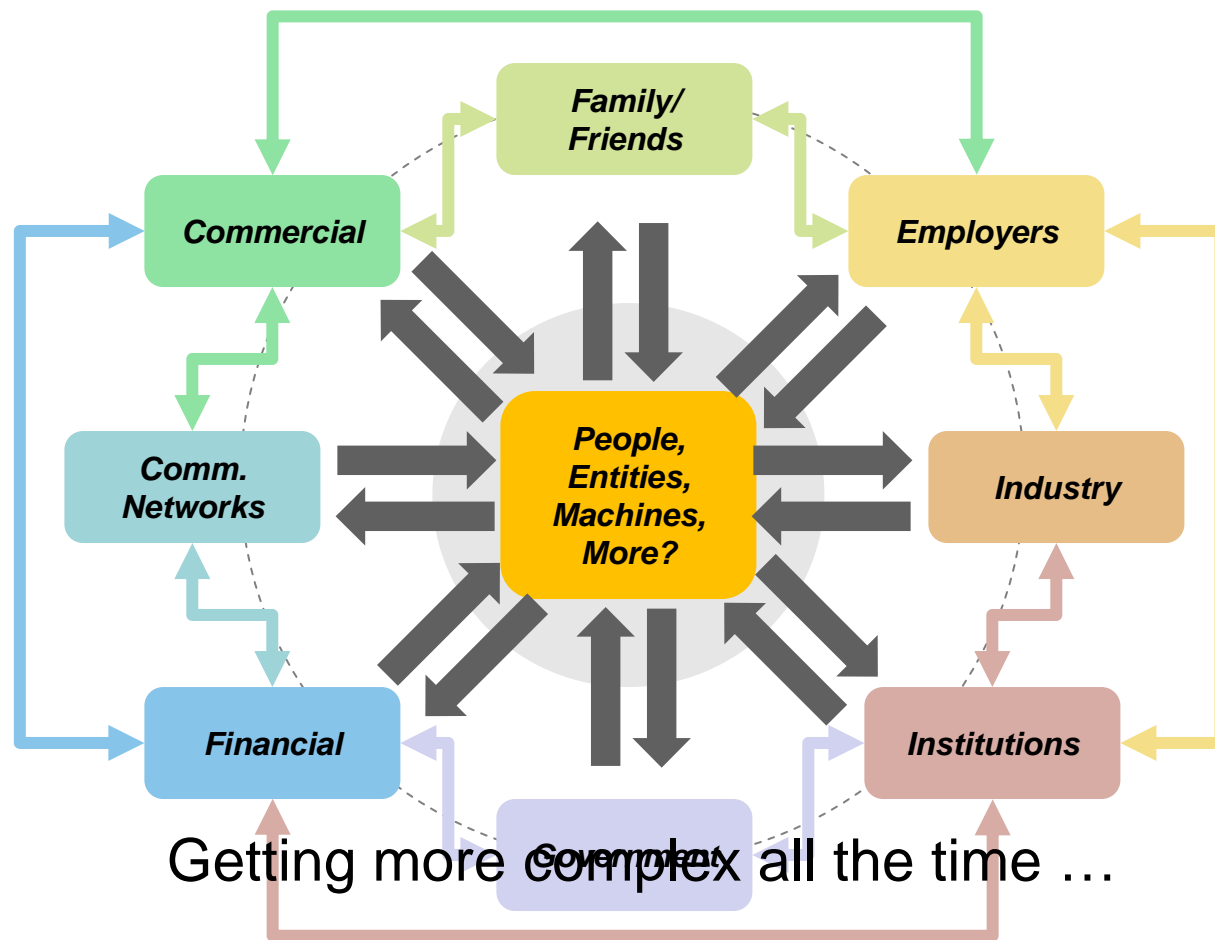 Family/
Friends
Commercial
Employers
People,
Entities,
Machines,
More?
Comm.
Networks
Industry
Financial
Institutions
Government
Getting more complex all the time …